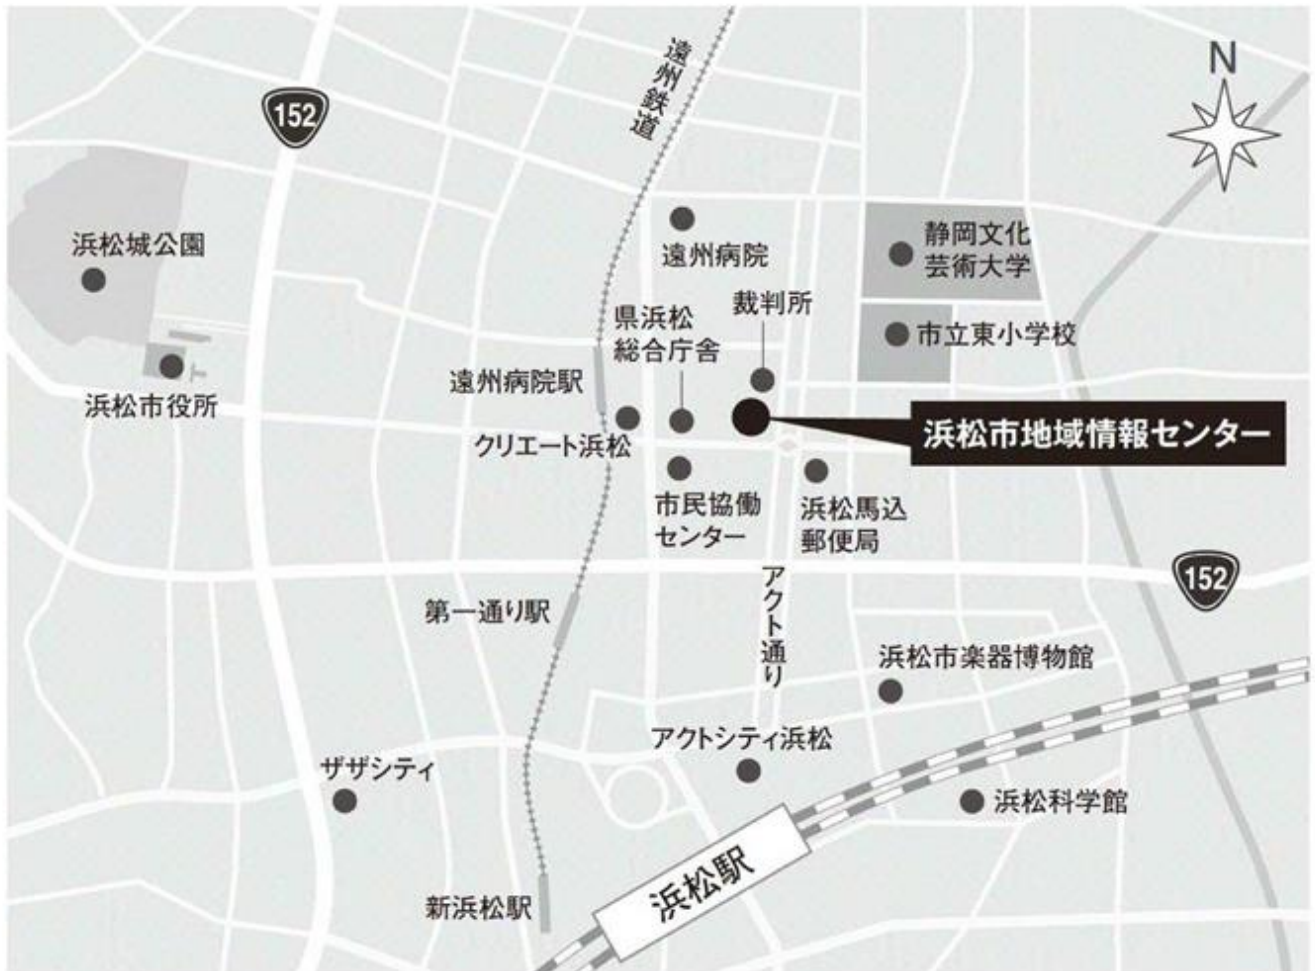 遠州鉄道
N
152
浜松城公園
遠州病院
静岡文化
芸術大学
裁判所
県浜松
総合庁舎
市立東小学校
遠州病院駅
浜松市役所
クリエート浜松
浜松市地域情報センター
市民協働
センター
浜松馬込
郵便局
152
アクト通り
第一通り駅
浜松市楽器博物館
アクトシティ浜松
ザザシティ
浜松科学館
浜松駅
新浜松駅